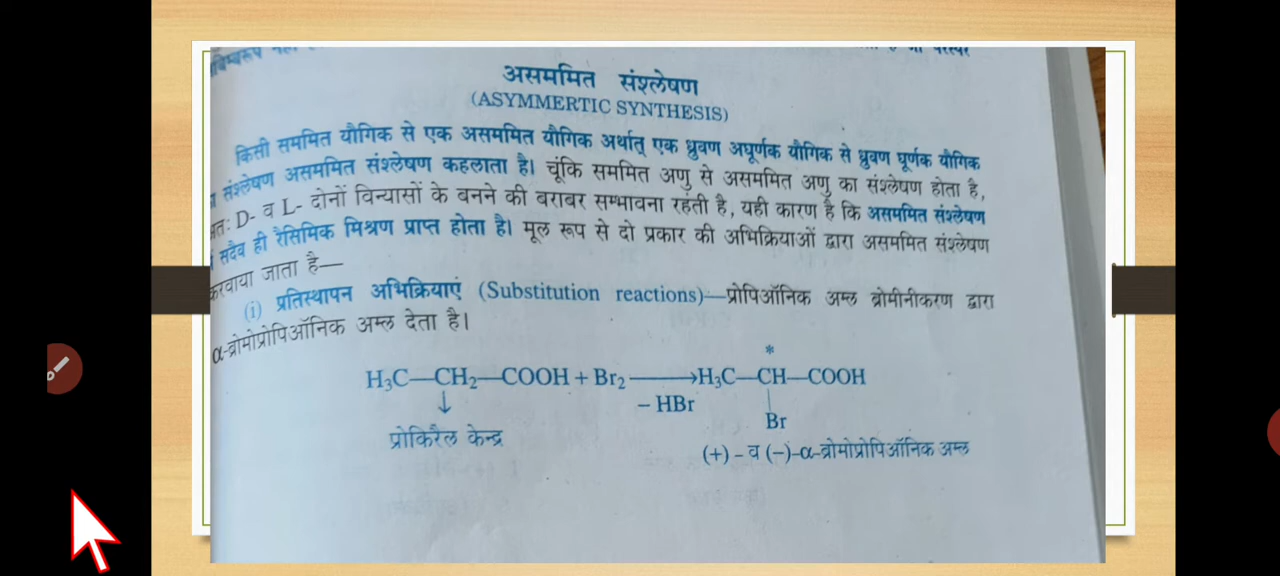 असममित संश्लेषण
(ASYMMERTIC SYNTHESIS)
किसी सममित यौगिक से एक असममित यौगिक अर्थात् एक ध्रुवण अघूर्णक यौगिक से ध्रुवण घूर्णक यौगिक
संश्लेषण असममित संश्लेषण कहलाता है। चूंकि सममित अणु से असममित अणु का संश्लेषण होता है,
D- व L- दोनों विन्यासों के बनने की बराबर सम्भावना रहती है, यही कारण है कि असममित संश्लेषण
सदैव ही रैसिमिक मिश्रण प्राप्त होता है। मूल रूप से दो प्रकार की अभिक्रियाओं द्वारा असममित संश्लेषण
करवाया जाता है—
(i) प्रतिस्थापन अभिक्रियाएं (Substitution reactions)—प्रोपिऑनिक अम्ल ब्रोमीनीकरण द्वारा
α-ब्रोमोप्रोपिऑनिक अम्ल देता है।
*
H₃C—CH₂—COOH + Br₂ ⟶ H₃C—CH—COOH
– HBr
Br
प्रोकिरैल केन्द्र
(+) - व (–)-α-ब्रोमोप्रोपिऑनिक अम्ल